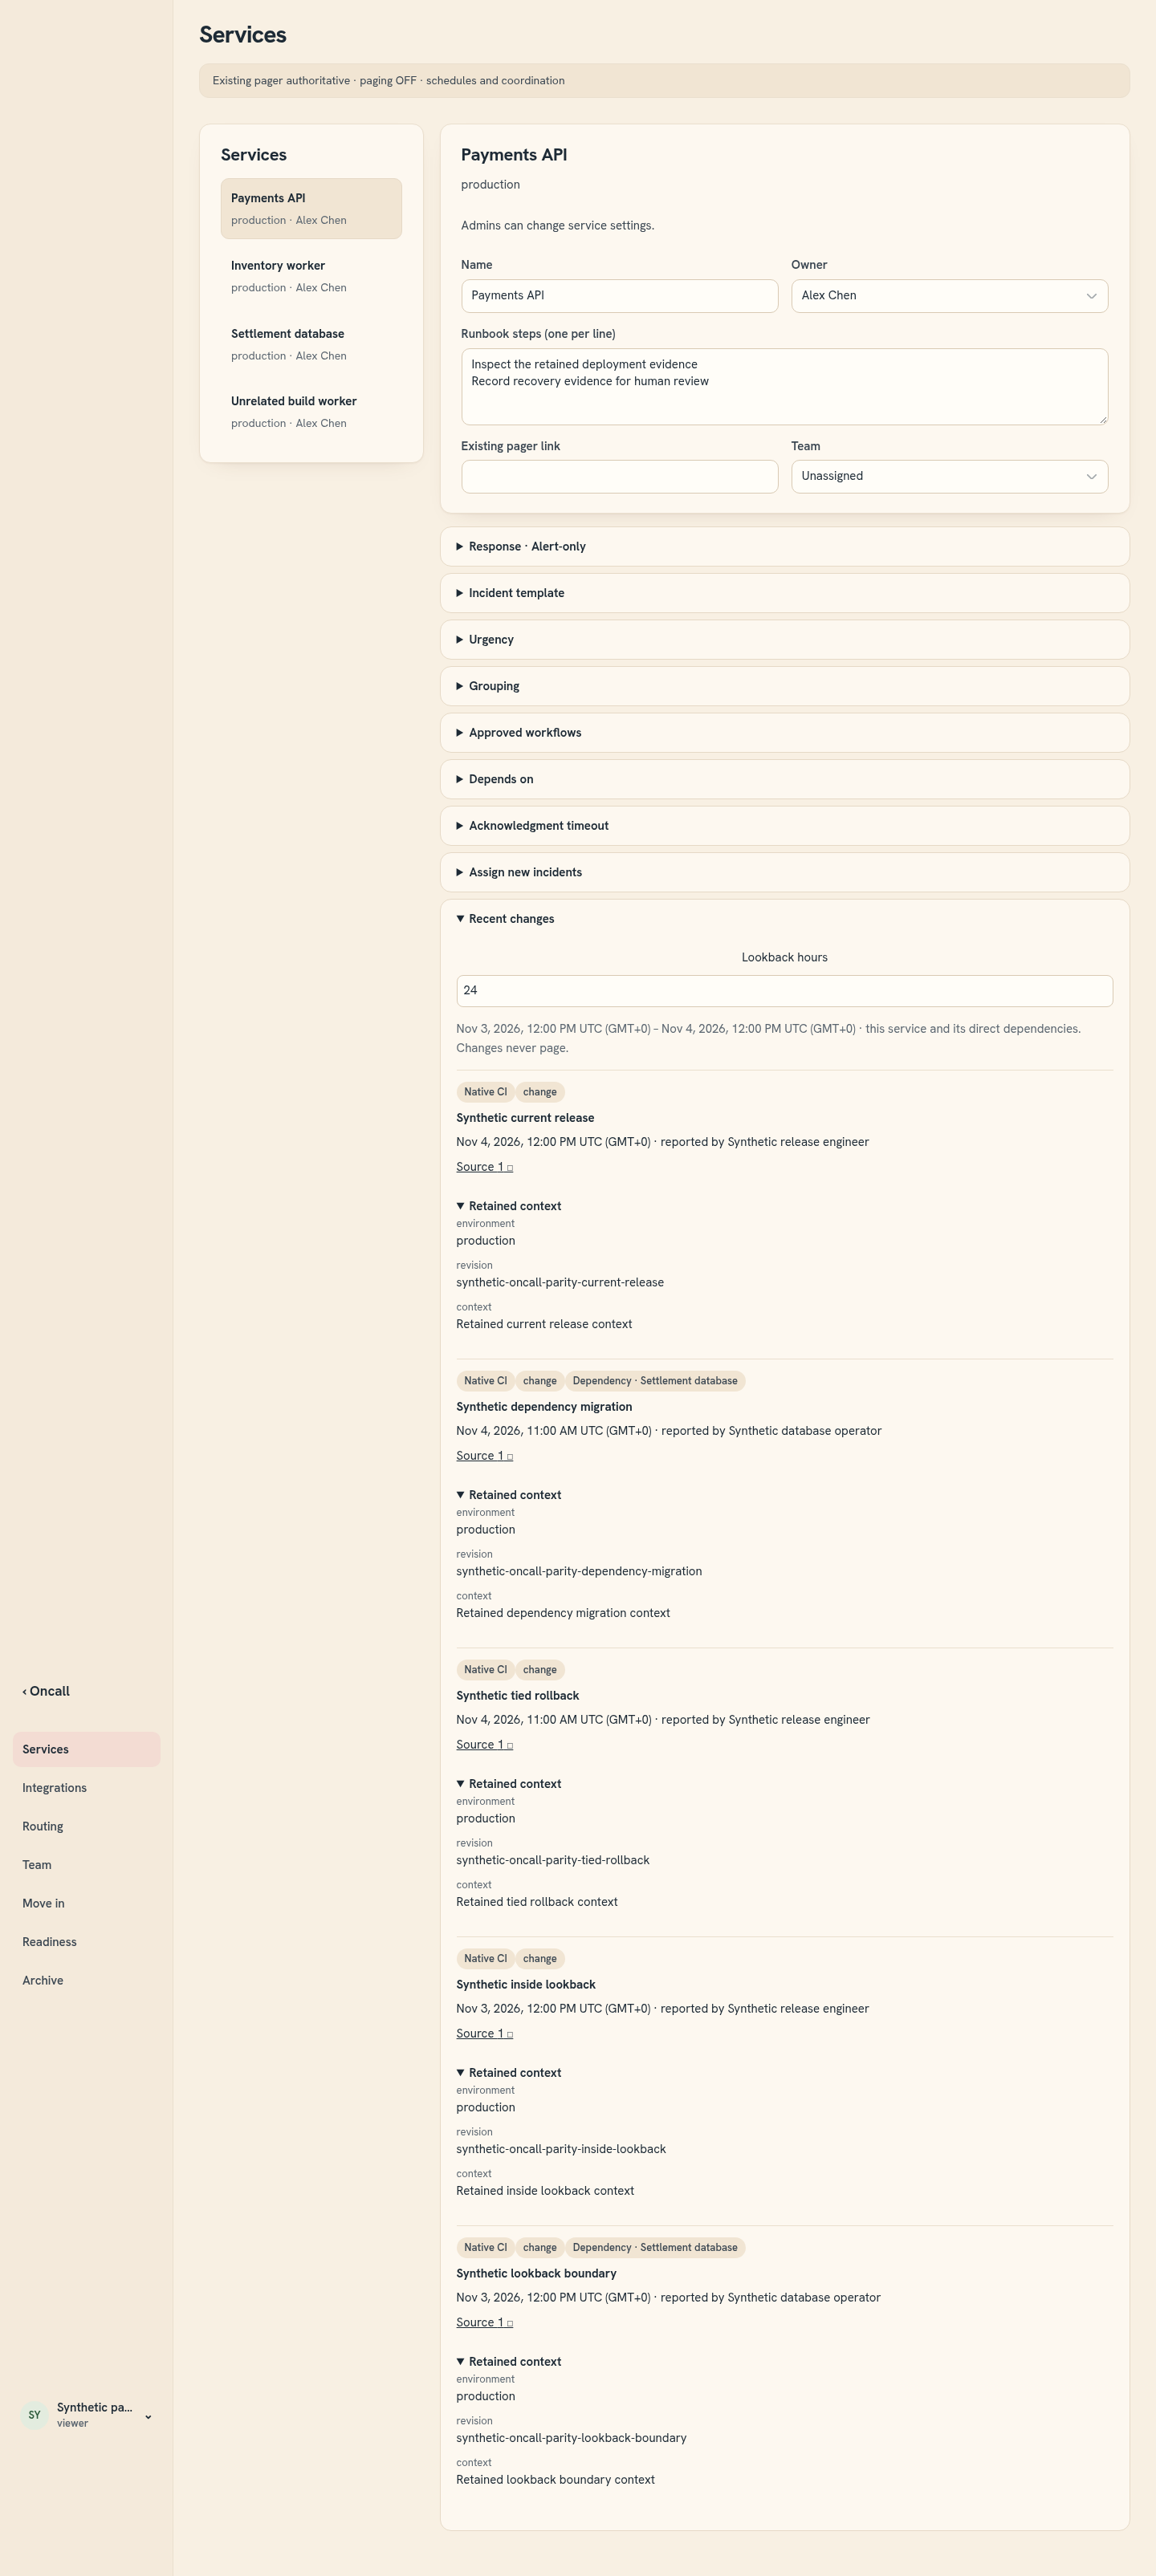 Services
Existing pager authoritative · paging OFF · schedules and coordination
Services
Payments API
production · Alex Chen
Inventory worker
production · Alex Chen
Settlement database
production · Alex Chen
Unrelated build worker
production · Alex Chen
Payments API
production
Admins can change service settings.
Name
Owner
Payments API
Alex Chen
Runbook steps (one per line)
Inspect the retained deployment evidence
Record recovery evidence for human review
Existing pager link
Team
Unassigned
Response · Alert-only
Incident template
Urgency
Grouping
Approved workflows
Depends on
Acknowledgment timeout
Assign new incidents
Recent changes
Lookback hours
24
Nov 3, 2026, 12:00 PM UTC (GMT+0) – Nov 4, 2026, 12:00 PM UTC (GMT+0) · this service and its direct dependencies.
Changes never page.
Native CI change
Synthetic current release
Nov 4, 2026, 12:00 PM UTC (GMT+0) · reported by Synthetic release engineer
Source 1
Retained context
environment
production
revision
synthetic-oncall-parity-current-release
context
Retained current release context
Native CI change Dependency · Settlement database
Synthetic dependency migration
Nov 4, 2026, 11:00 AM UTC (GMT+0) · reported by Synthetic database operator
Source 1
Retained context
environment
production
revision
synthetic-oncall-parity-dependency-migration
context
Retained dependency migration context
Native CI change
Synthetic tied rollback
Nov 4, 2026, 11:00 AM UTC (GMT+0) · reported by Synthetic release engineer
Source 1
Retained context
environment
production
revision
synthetic-oncall-parity-tied-rollback
context
Retained tied rollback context
Native CI change
Synthetic inside lookback
Nov 3, 2026, 12:00 PM UTC (GMT+0) · reported by Synthetic release engineer
Source 1
Retained context
environment
production
revision
synthetic-oncall-parity-inside-lookback
context
Retained inside lookback context
Native CI change Dependency · Settlement database
Synthetic lookback boundary
Nov 3, 2026, 12:00 PM UTC (GMT+0) · reported by Synthetic database operator
Source 1
Retained context
environment
production
revision
synthetic-oncall-parity-lookback-boundary
context
Retained lookback boundary context
‹ Oncall
Services
Integrations
Routing
Team
Move in
Readiness
Archive
SY
Synthetic pa...
viewer